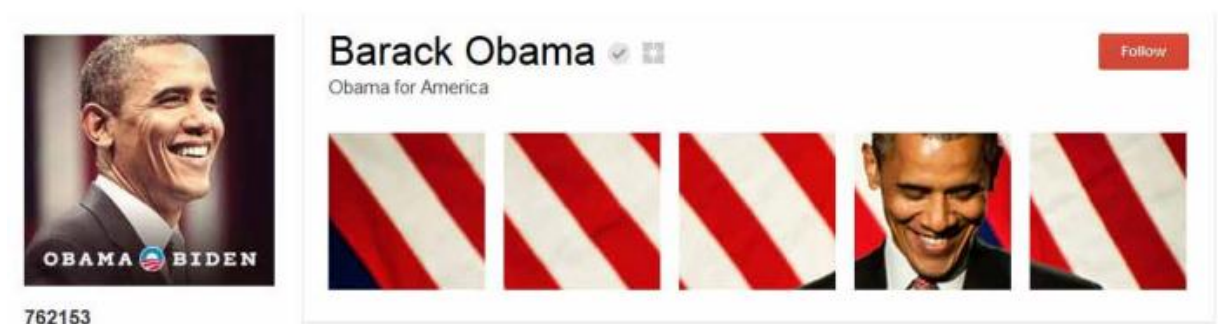 Barack Obama
Follow
Obama for America
OBAMA BIDEN
762153